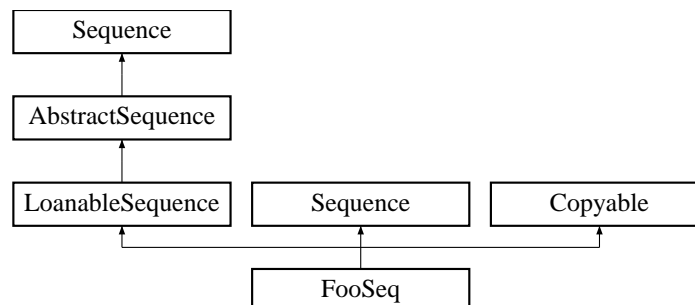 Sequence
AbstractSequence
LoanableSequence
Sequence
Copyable
FooSeq